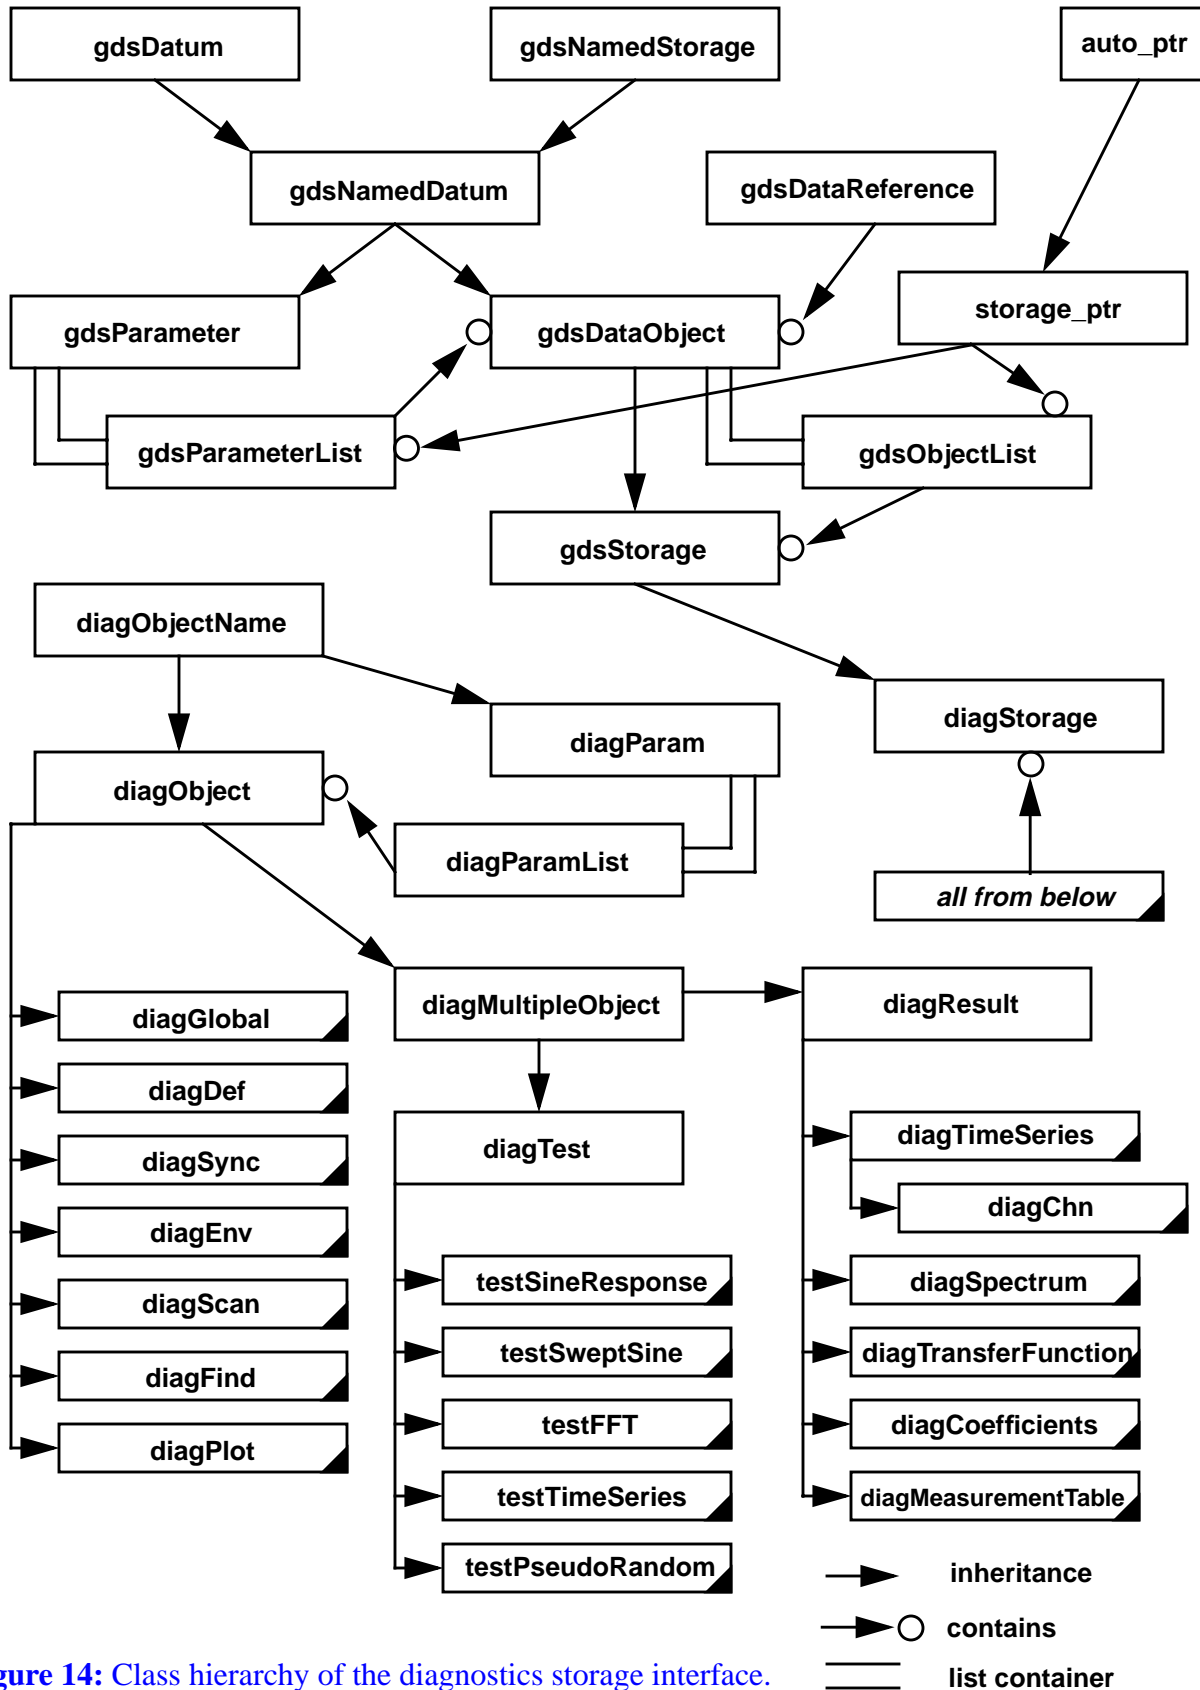 gdsDatum
gdsNamedStorage
auto_ptr
gdsNamedDatum
gdsDataReference
gdsParameter
gdsDataObject
storage_ptr
gdsParameterList
gdsObjectList
gdsStorage
diagObjectName
diagStorage
diagParam
diagObject
diagParamList
all from below
diagMultipleObject
diagResult
diagGlobal
diagDef
diagSync
diagEnv
diagScan
diagFind
diagPlot
diagTest
testSineResponse
testSweptSine
testFFT
testTimeSeries
testPseudoRandom
diagTimeSeries
diagChn
diagSpectrum
diagTransferFunction
diagCoefficients
diagMeasurementTable
inheritance
contains
list container
gure 14: Class hierarchy of the diagnostics storage interface.